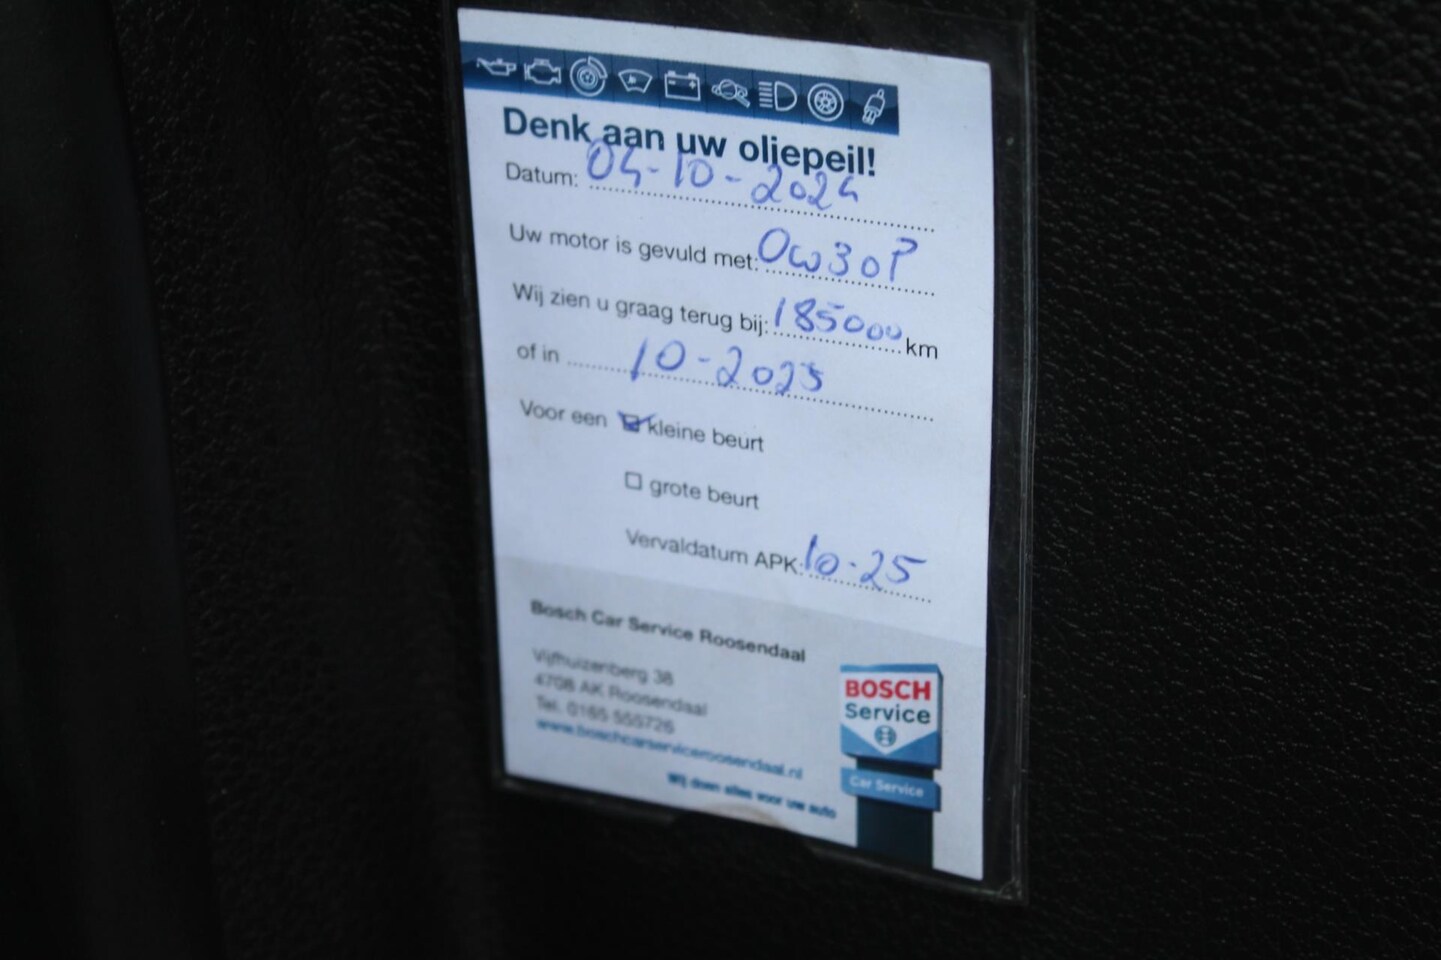 Denk aan uw oliepeil!
Datum: 04-10-2024
Uw motor is gevuld met: 0w30P
Wij zien u graag terug bij: 185000 km
of in 10-2025
Voor een kleine beurt
grote beurt
Vervaldatum APK: 10-25
Bosch Car Service Roosendaal
Vijfhuizenberg 38
4708 AK Roosendaal
Tel. 0165 555726
www.boschcarserviceroosendaal.nl
Wij doen alles voor uw auto
BOSCH
Service
Car Service